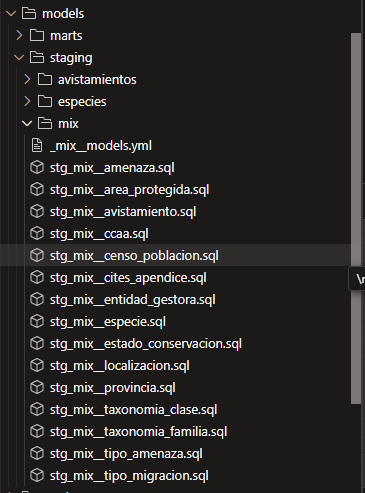 models
marts
staging
avistamientos
especies
mix
_mix__models.yml
stg_mix__amenaza.sql
stg_mix__area_protegida.sql
stg_mix__avistamiento.sql
stg_mix__ccaa.sql
stg_mix__censo_poblacion.sql
stg_mix__cites_apendice.sql
stg_mix__entidad_gestora.sql
stg_mix__especie.sql
stg_mix__estado_conservacion.sql
stg_mix__localizacion.sql
stg_mix__provincia.sql
stg_mix__taxonomia_clase.sql
stg_mix__taxonomia_familia.sql
stg_mix__tipo_amenaza.sql
stg_mix__tipo_migracion.sql